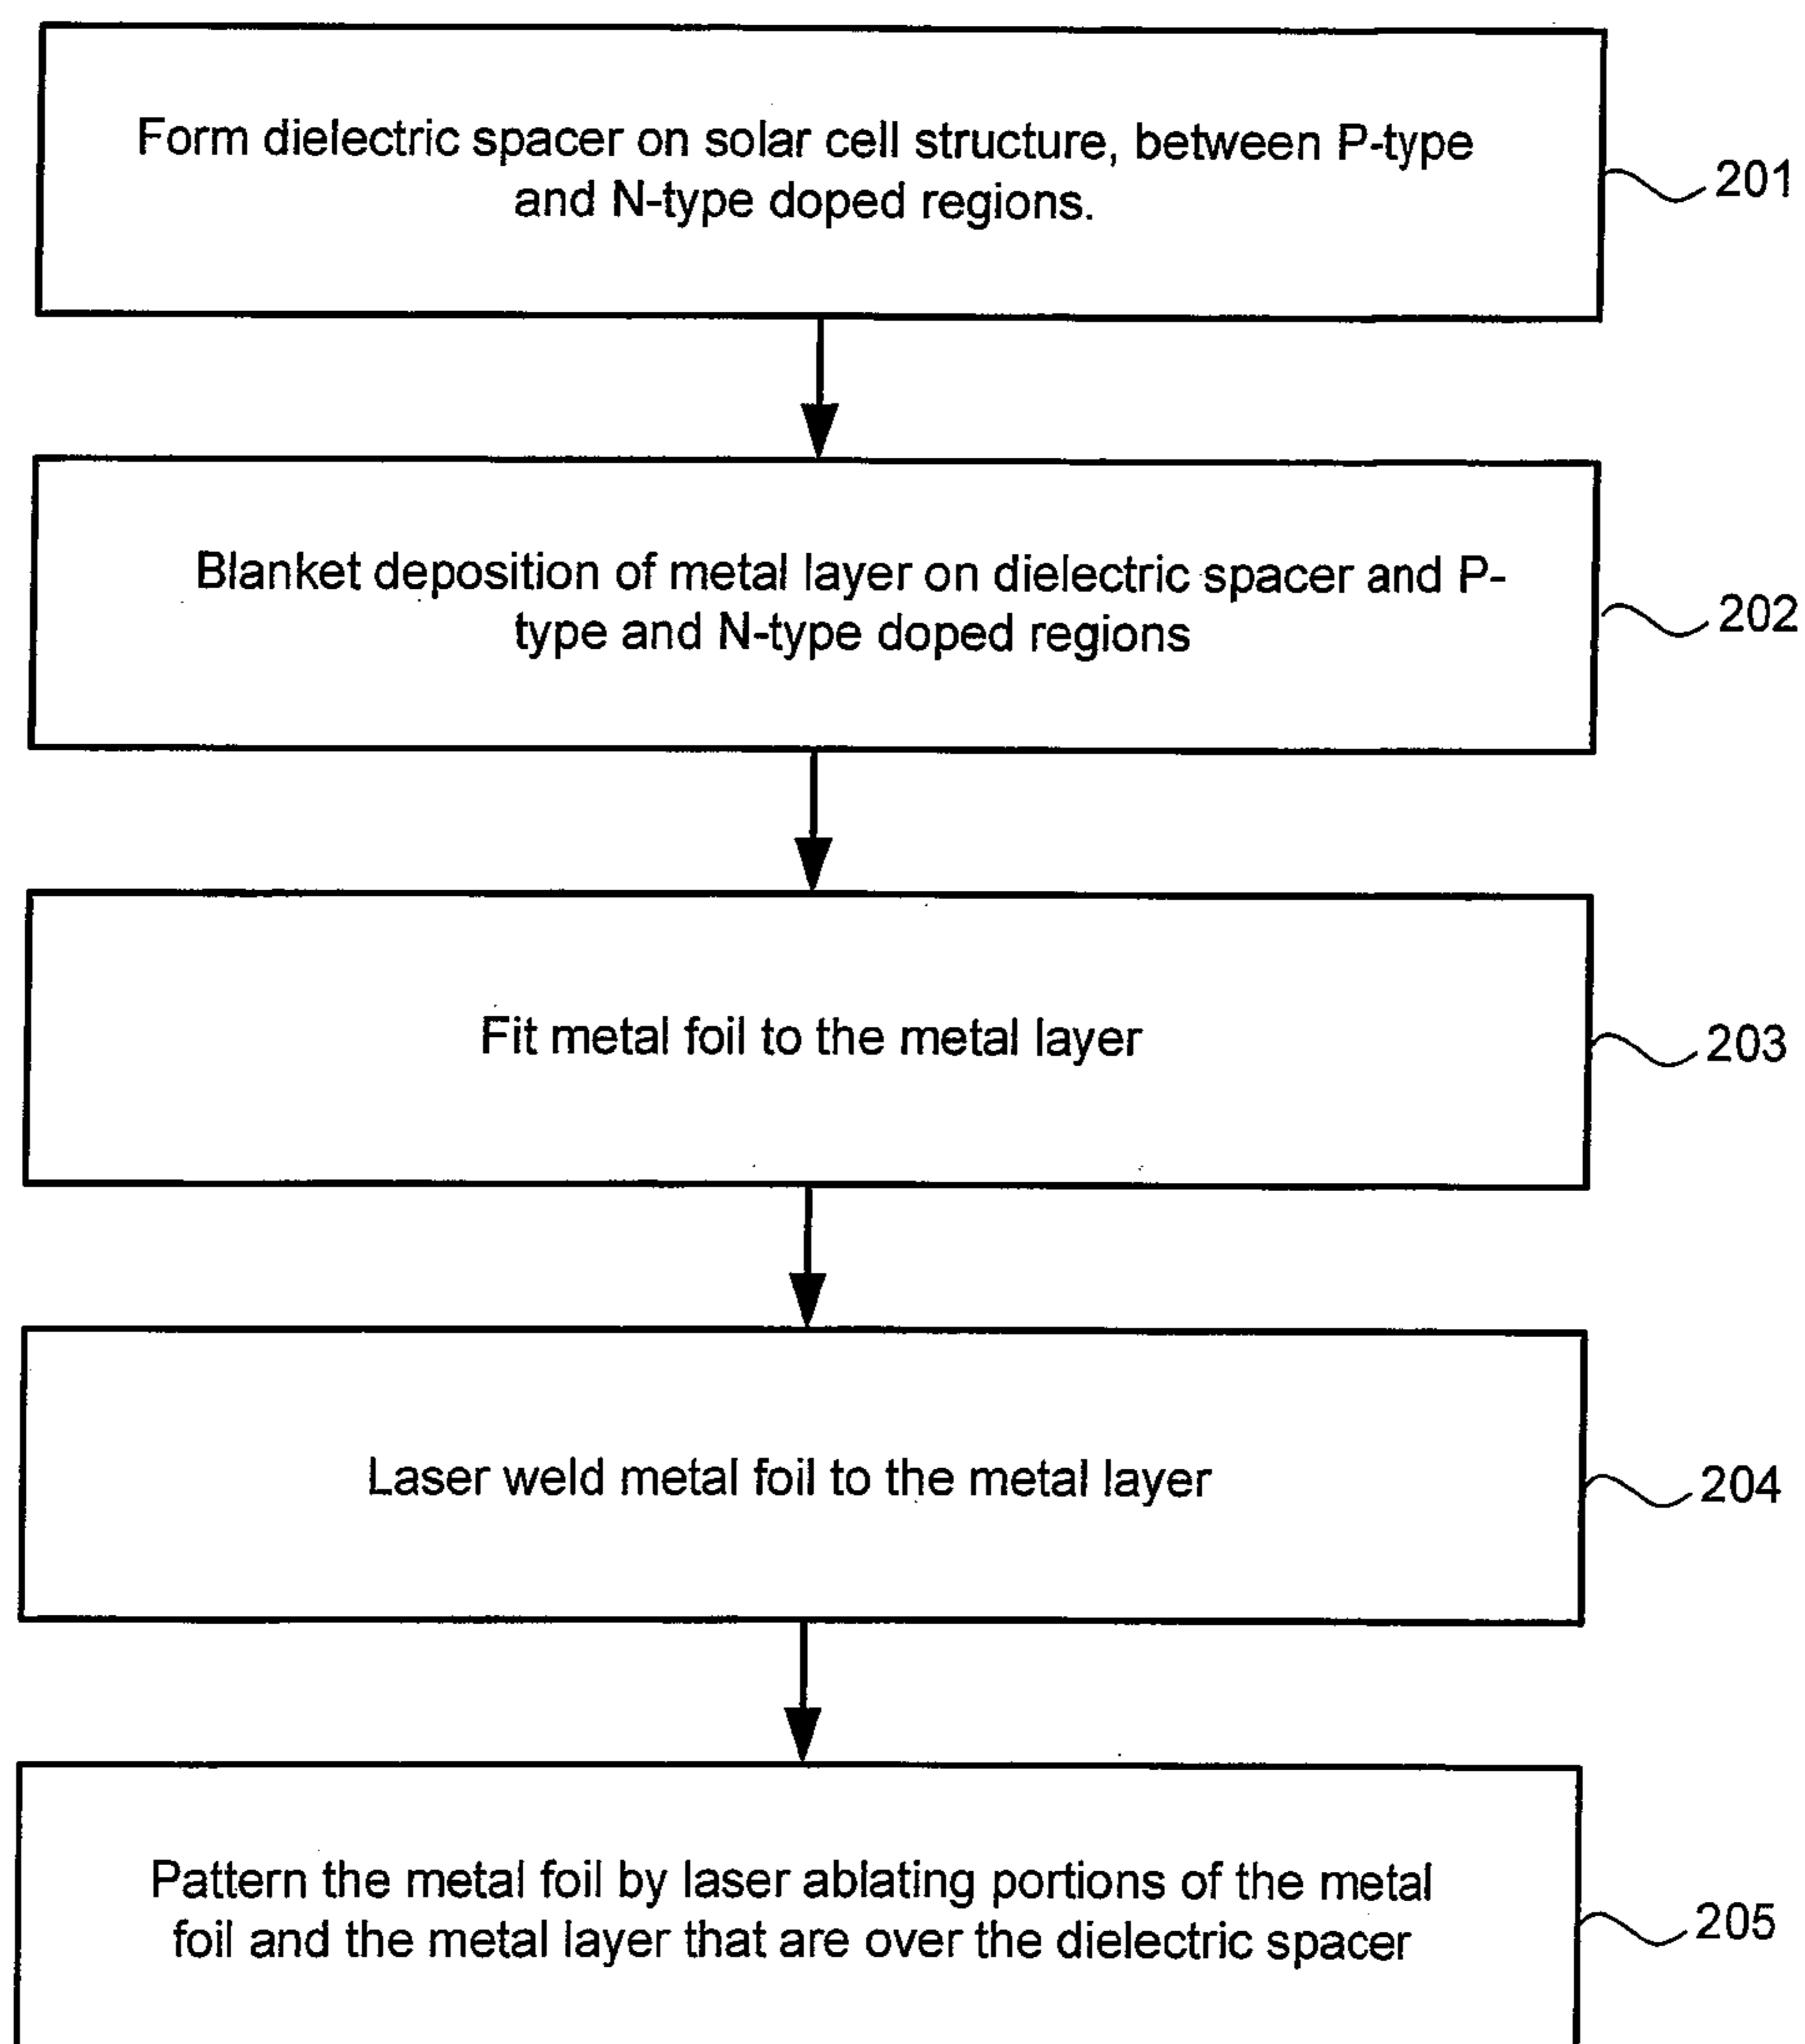 Form dielectric spacer on solar cell structure, between P-type
and N-type doped regions.
201
Blanket deposition of metal layer on dielectric spacer and P-
type and N-type doped regions
202
Fit metal foil to the metal layer
203
Laser weld metal foil to the metal layer
204
Pattern the metal foil by laser ablating portions of the metal
foil and the metal layer that are over the dielectric spacer
205